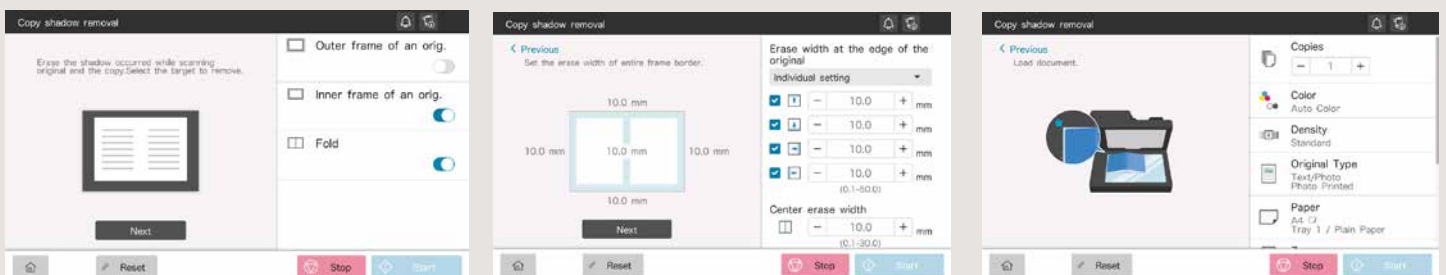 Copy shadow removal
Erase the shadow occurred while scanning
original and the copy.Select the target to remove.
Next
Outer frame of an orig.
Inner frame of an orig.
Fold
Reset
Stop
Start
Copy shadow removal
Previous
Set the erase width of entire frame border.
10.0 mm
10.0 mm
10.0 mm
10.0 mm
10.0 mm
Next
Erase width at the edge of the
original
Individual setting
− 10.0 + mm
− 10.0 + mm
− 10.0 + mm
− 10.0 + mm
(0.1-50.0)
Center erase width
− 10.0 + mm
(0.1-30.0)
Reset
Stop
Start
Copy shadow removal
Previous
Load document.
Copies
− 1 +
Color
Auto Color
Density
Standard
Original Type
Text/Photo
Photo Printed
Paper
A4
Tray 1 / Plain Paper
Reset
Stop
Start